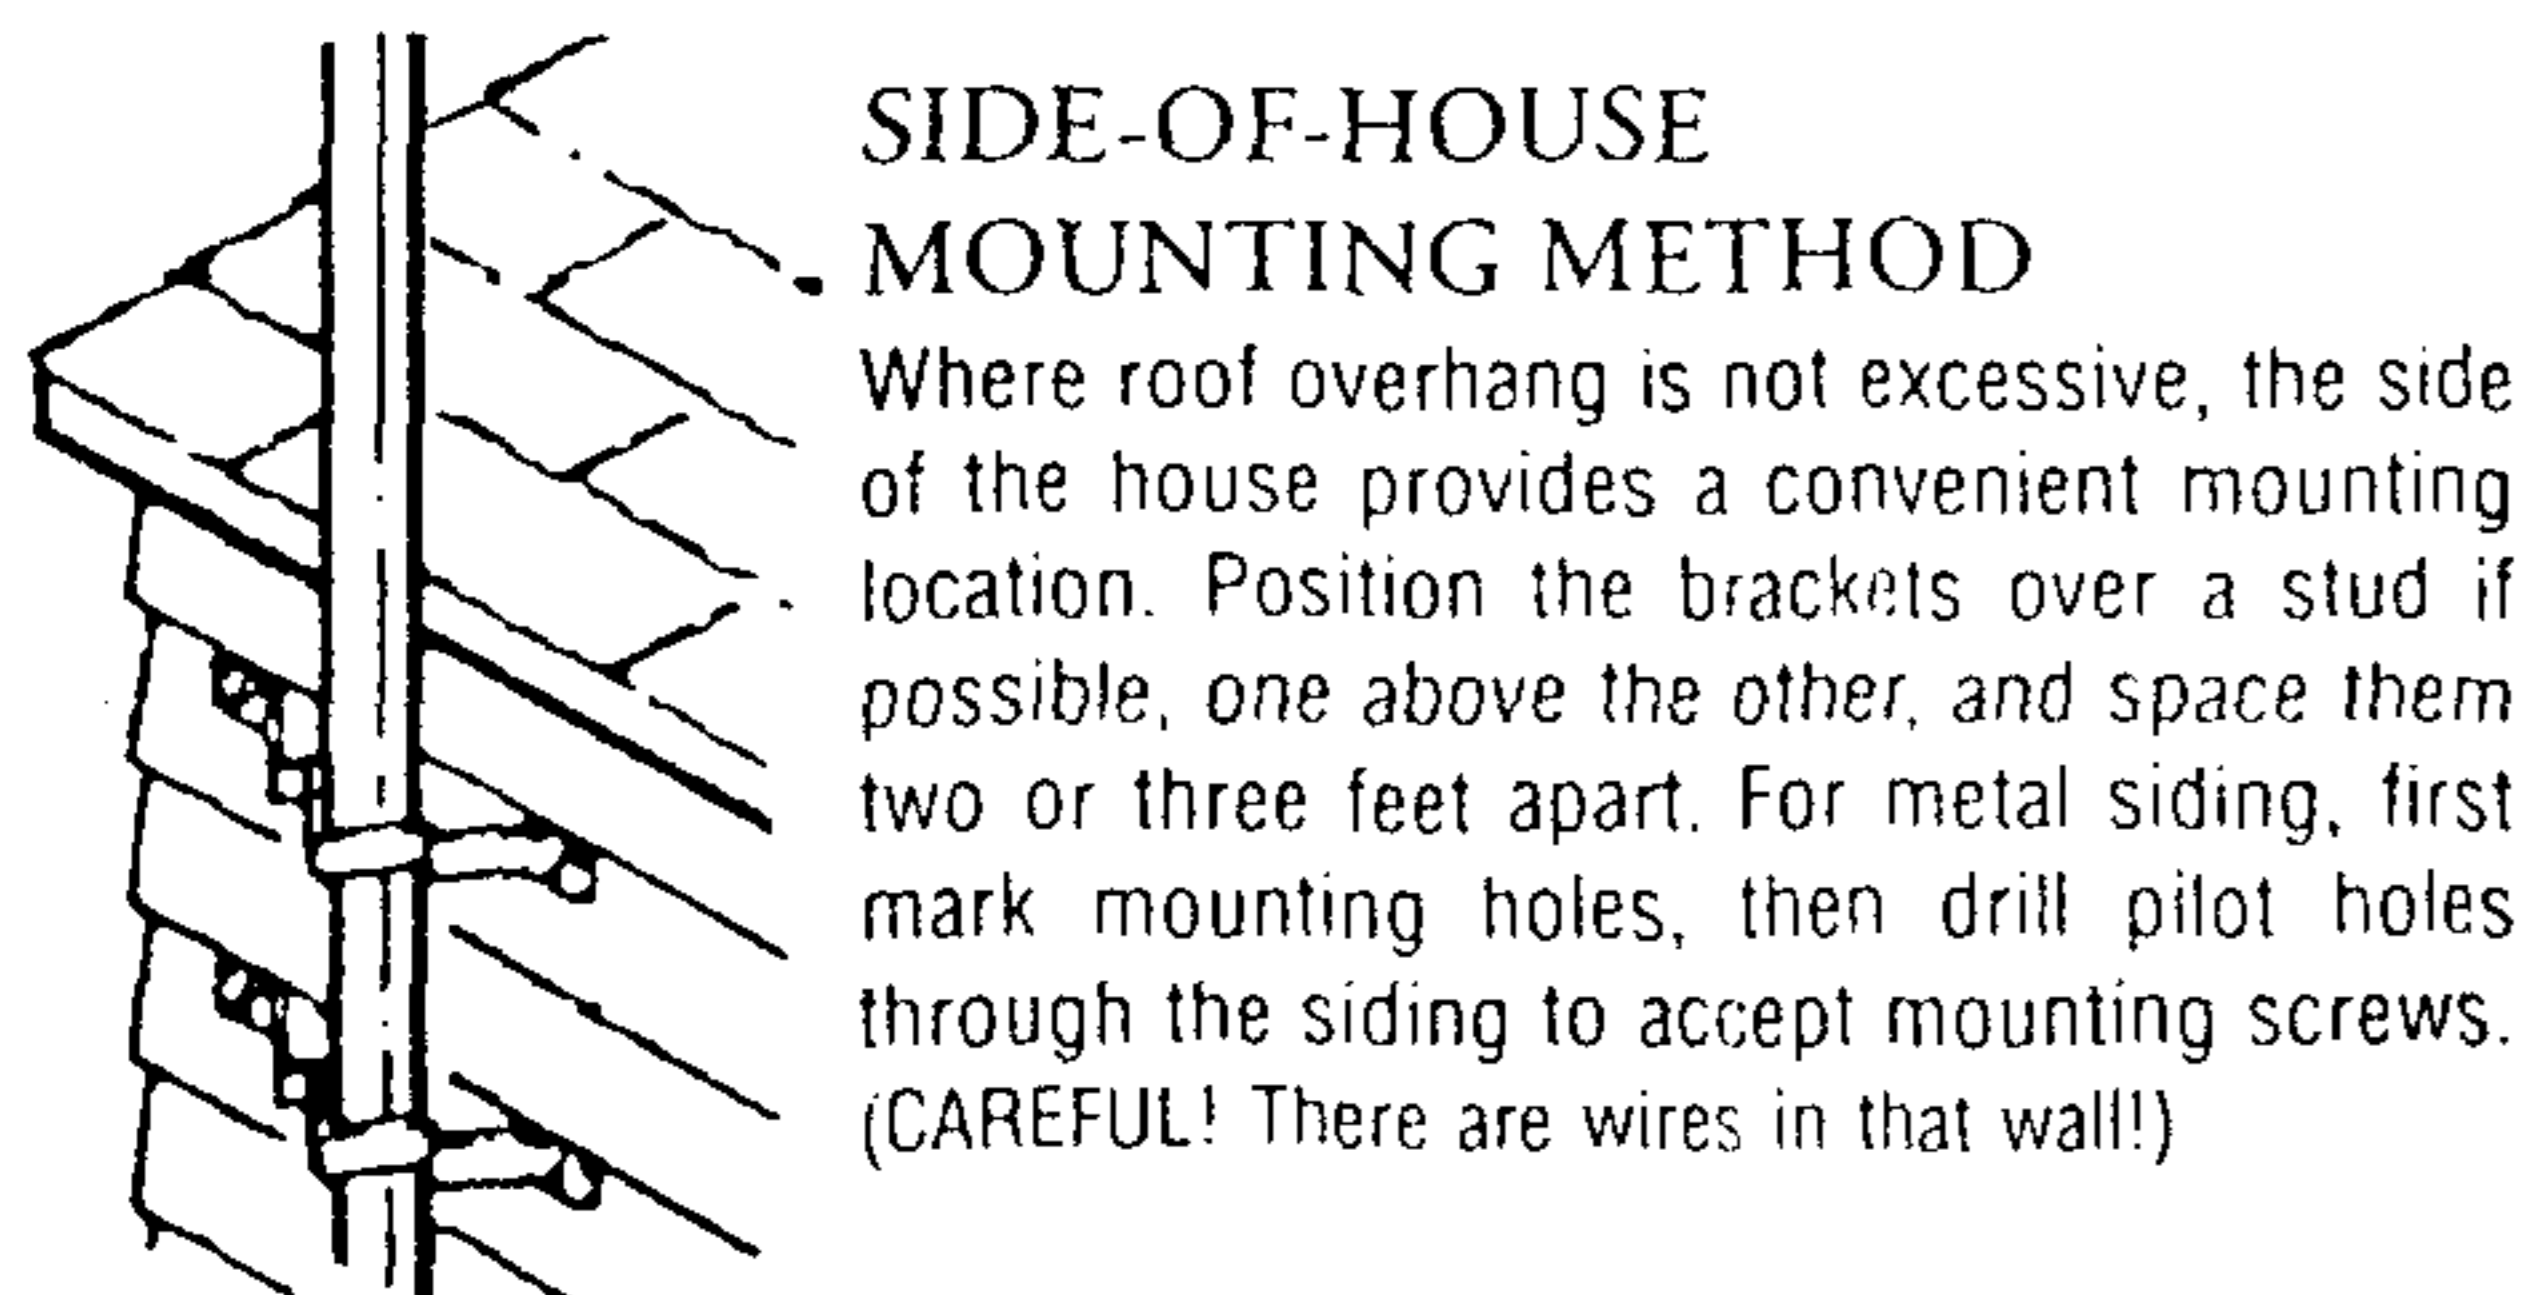 SIDE-OF-HOUSE
MOUNTING METHOD
Where roof overhang is not excessive, the side
of the house provides a convenient mounting
location. Position the brackets over a stud if
possible, one above the other, and space them
two or three feet apart. For metal siding, first
mark mounting holes, then drill pilot holes
through the siding to accept mounting screws.
(CAREFUL! There are wires in that wall!)